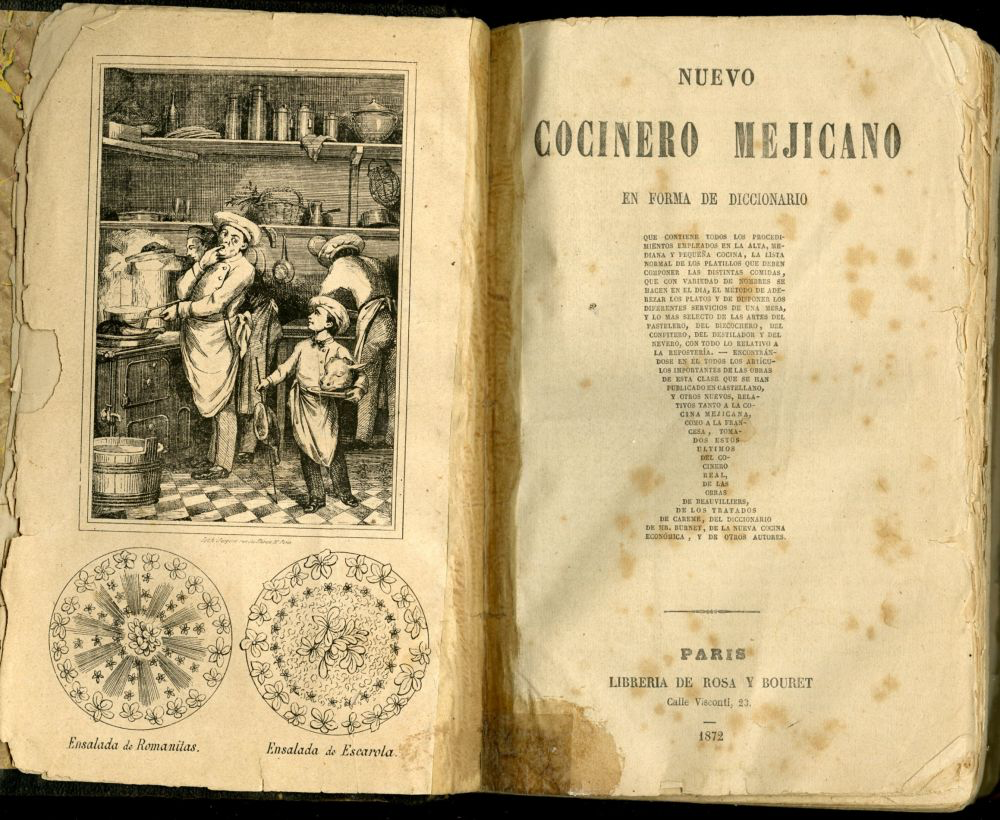 Ensalada de Romanitas.
Ensalada de Escarola.
NUEVO
COCINERO MEJICANO
EN FORMA DE DICCIONARIO
QUE CONTIENE TODOS LOS PROCEDI-
MIENTOS EMPLEADOS EN LA ALTA, ME-
DIANA Y PEQUEÑA COCINA, LA LISTA
NORMAL DE LOS PLATILLOS QUE DEBEN
COMPONER LAS DISTINTAS COMIDAS,
QUE CON VARIEDAD DE NOMBRES SE
HACEN EN EL DIA, EL METODO DE ADE-
REZAR LOS PLATOS Y DE DISPONER LOS
DIFERENTES SERVICIOS DE UNA MESA,
Y LO MAS SELECTO DE LAS ARTES DEL
PASTELERO, DEL BIZCOCHERO, DEL
CONFITERO, DEL DESTILADOR Y DEL
NEVERO, CON TODO LO RELATIVO A
LA REPOSTERÍA. — ENCONTRÁN-
DOSE EN EL TODOS LOS ARTÍCU-
LOS IMPORTANTES DE LAS OBRAS
DE ESTA CLASE QUE SE HAN
PUBLICADO EN CASTELLANO,
Y OTROS NUEVOS, RELA-
TIVOS TANTO A LA CO-
CINA MEJICANA,
COMO A LA FRAN-
CESA, TOMA-
DOS ESTOS
ULTIMOS
DEL CO-
CINERO
REAL,
DE LAS
OBRAS
DE BEAUVILLIERS,
DE LOS TRATADOS
DE CAREME, DEL DICCIONARIO
DE MR. BURNET, DE LA NUEVA COCINA
ECONÓMICA, Y DE OTROS AUTORES.
PARIS
LIBRERIA DE ROSA Y BOURET
Calle Visconti, 23.
1872